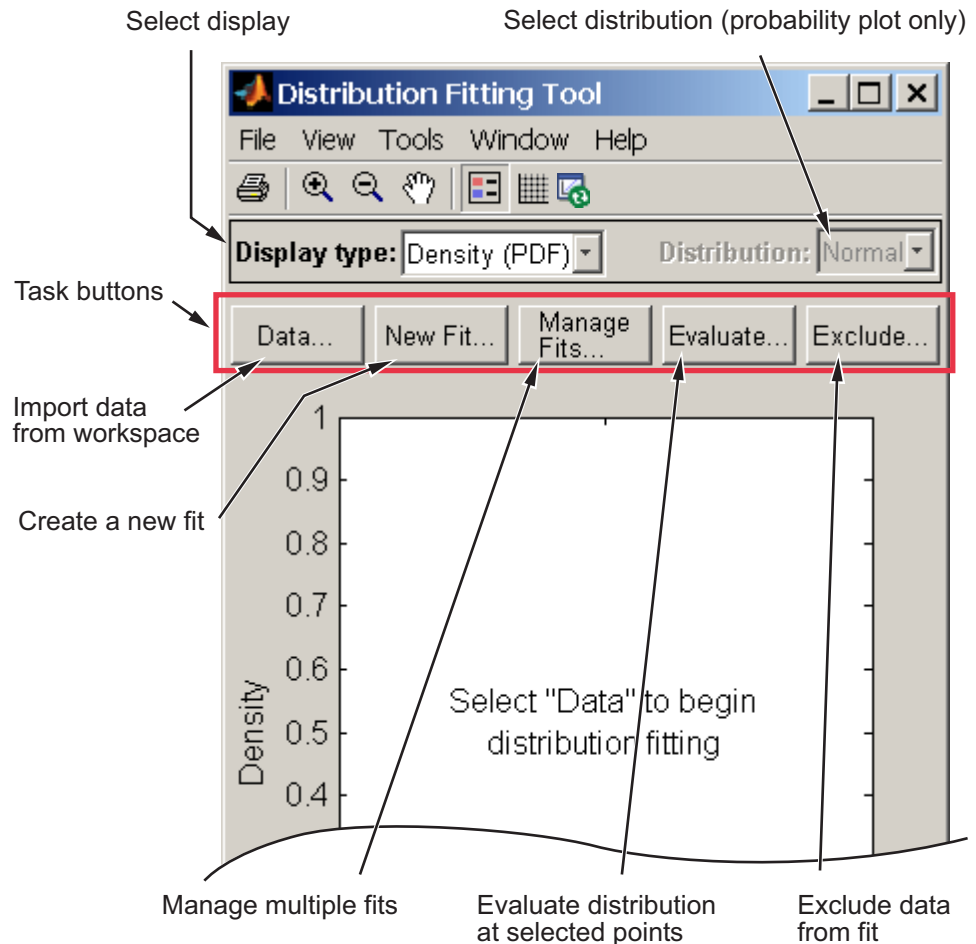 Select display
Select distribution (probability plot only)
Distribution Fitting Tool
File View Tools Window Help
Display type: Density (PDF) Distribution: Normal
Task buttons
Data... New Fit... Manage Fits... Evaluate... Exclude...
Import data
from workspace
1
0.9
Create a new fit
0.8
0.7
0.6
Density
Select "Data" to begin
distribution fitting
0.5
0.4
Manage multiple fits
Evaluate distribution
at selected points
Exclude data
from fit